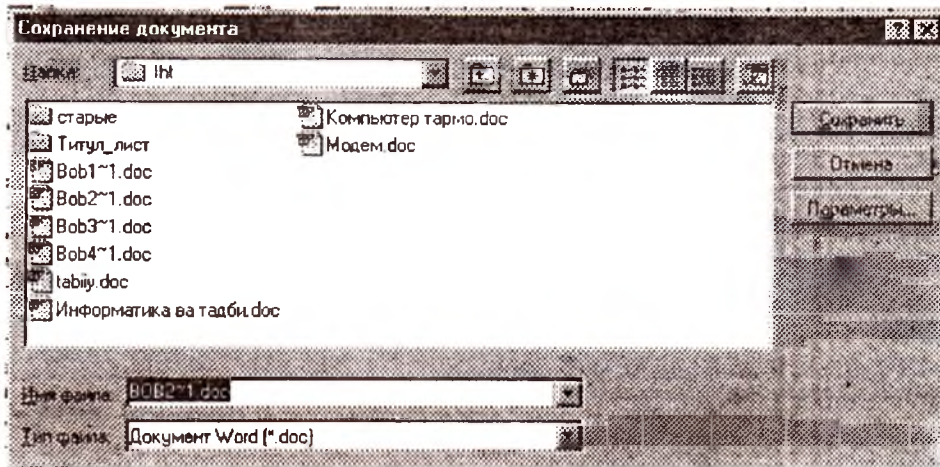 Сохранение документа
Папка: Iht
старые
Титул_лист
Bob1~1.doc
Bob2~1.doc
Bob3~1.doc
Bob4~1.doc
tabiiy.doc
Информатика ва тадби.doc
Компьютер тармо.doc
Модем.doc
Сохранить
Отмена
Параметры...
Имя файла: BOB2~1.doc
Тип файла: Документ Word (*.doc)